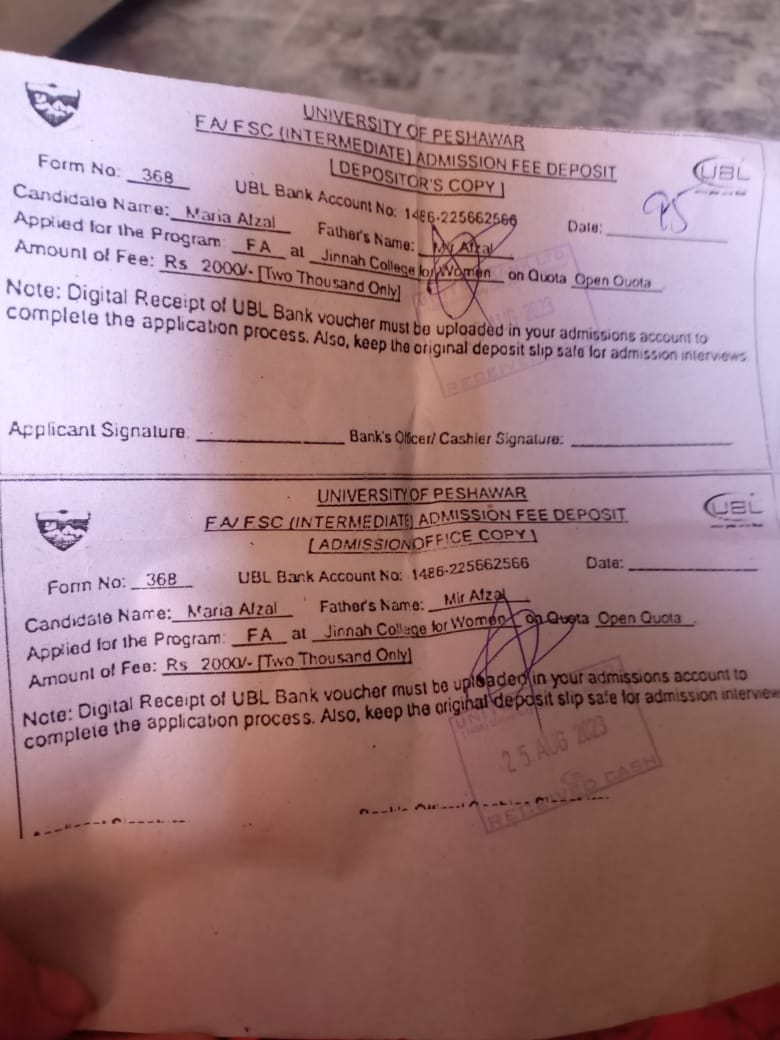 UNIVERSITY OF PESHAWAR
FA/FSC (INTERMEDIATE) ADMISSION FEE DEPOSIT
[DEPOSITOR'S COPY]
UBL
Form No: 368 UBL Bank Account No: 1486-225662566 Date:
Candidate Name: Maria Afzal Father's Name: Mir Afzal
Applied for the Program: FA at Jinnah College for Women on Quota Open Quota
Amount of Fee: Rs 2000/- [Two Thousand Only]
Note: Digital Receipt of UBL Bank voucher must be uploaded in your admissions account to
complete the application process. Also, keep the original deposit slip safe for admission interviews
AUG 2023
RECEIVED
Applicant Signature: Bank's Officer/ Cashier Signature:
UNIVERSITY OF PESHAWAR
FA/FSC (INTERMEDIATE) ADMISSION FEE DEPOSIT
[ADMISSION OFFICE COPY]
UBL
Form No: 368 UBL Bank Account No: 1486-225662566 Date:
Candidate Name: Maria Afzal Father's Name: Mir Afzal
Applied for the Program: FA at Jinnah College for Women on Quota Open Quota
Amount of Fee: Rs 2000/- [Two Thousand Only]
Note: Digital Receipt of UBL Bank voucher must be uploaded in your admissions account to
complete the application process. Also, keep the original deposit slip safe for admission interview
25 AUG 2023
RECEIVED CASH